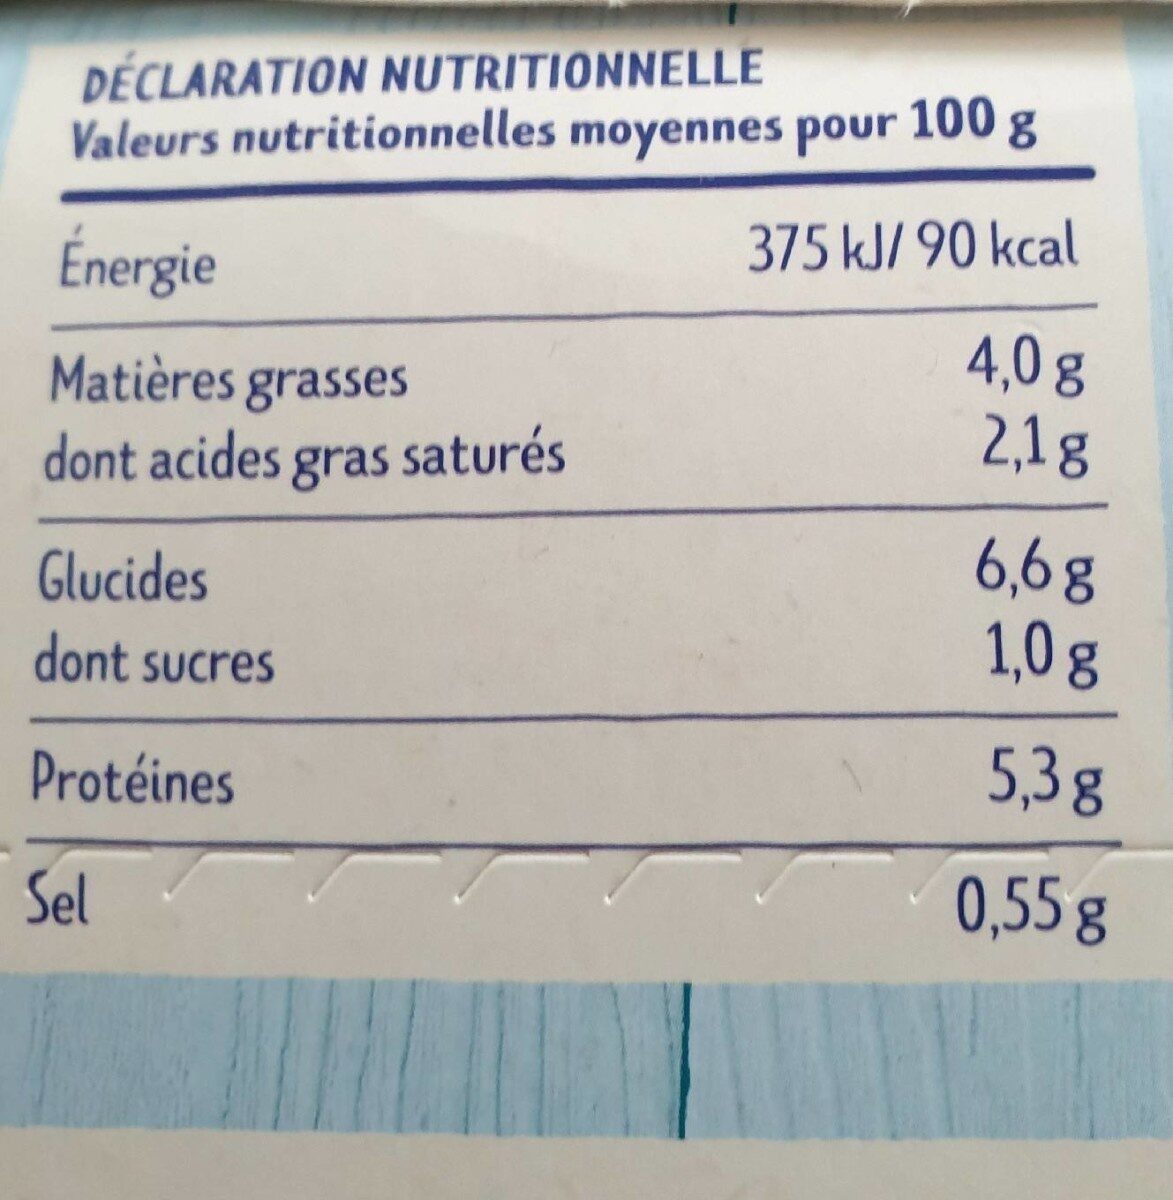 DÉCLARATION NUTRITIONNELLE
Valeurs nutritionnelles moyennes pour 100 g
Énergie 375 kJ/ 90 kcal
Matières grasses 4,0 g
dont acides gras saturés 2,1 g
Glucides 6,6 g
dont sucres 1,0 g
Protéines 5,3 g
Sel 0,55 g